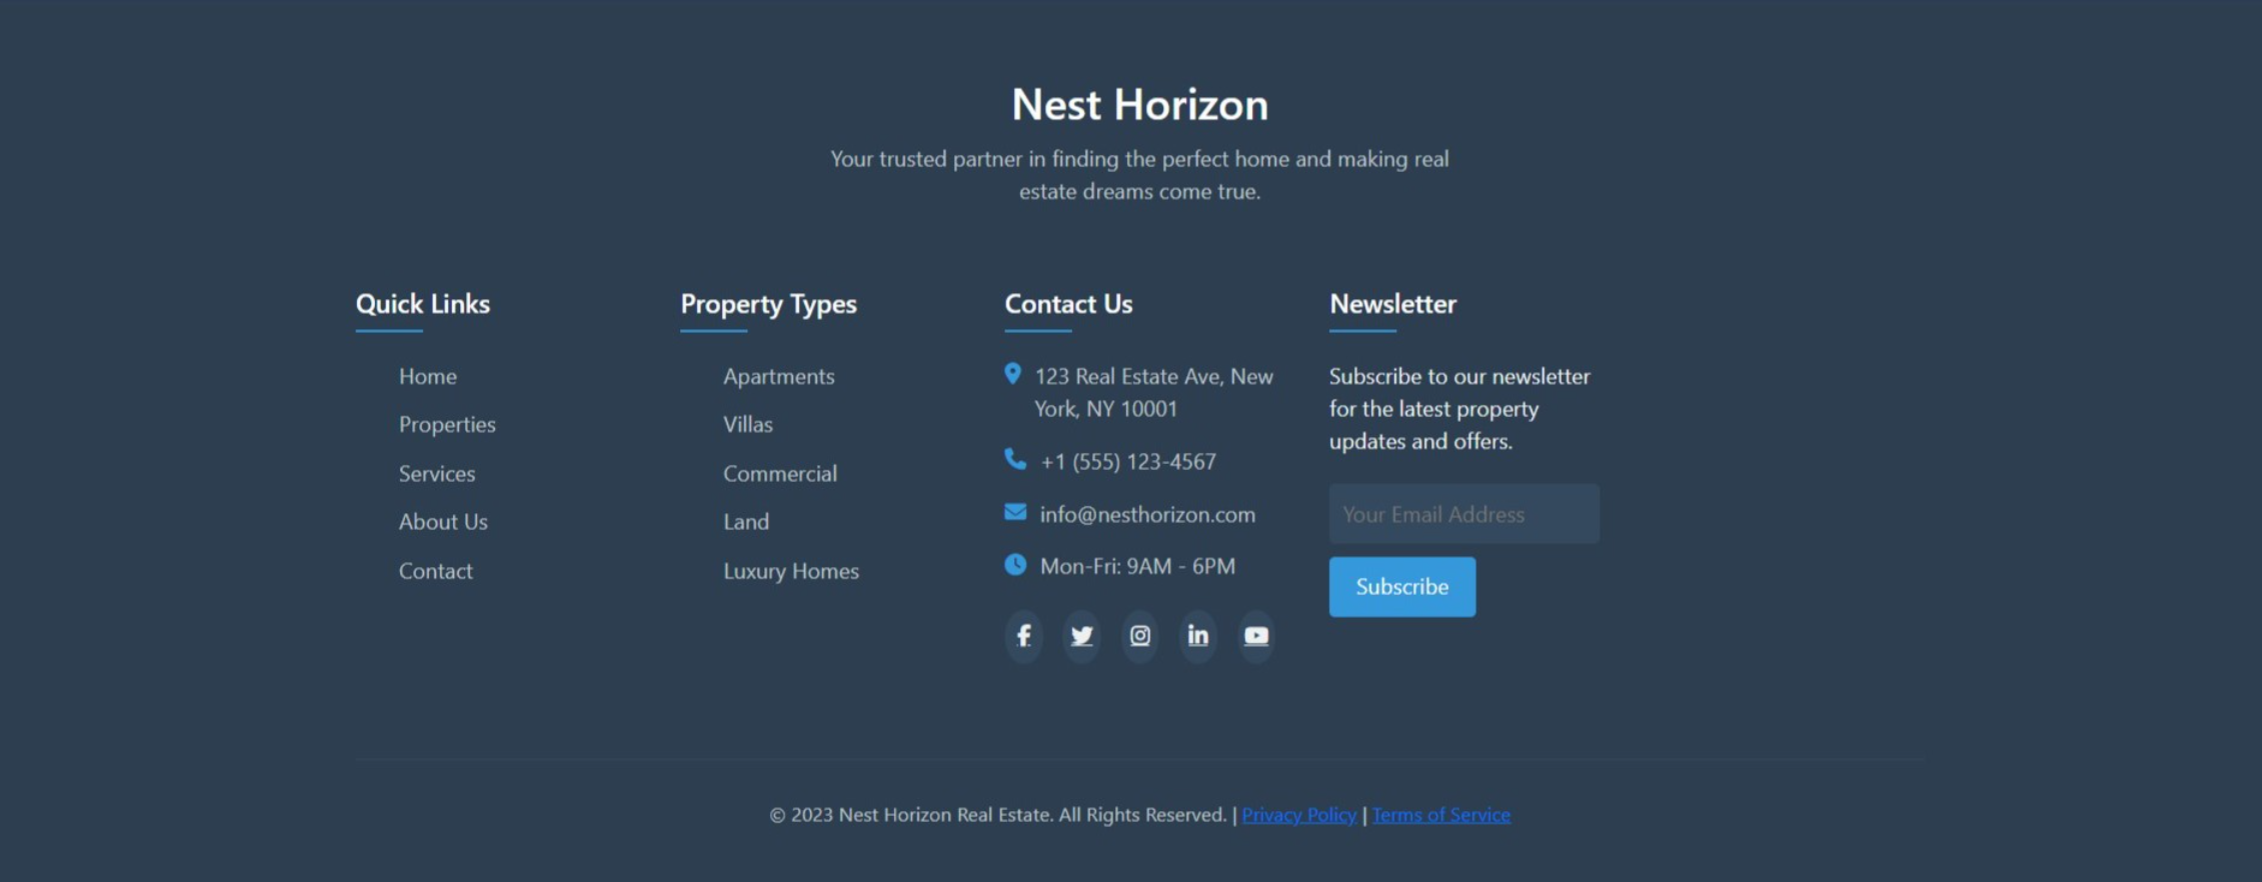 Nest Horizon
Your trusted partner in finding the perfect home and making real
estate dreams come true.
Quick Links
Home
Properties
Services
About Us
Contact
Property Types
Apartments
Villas
Commercial
Land
Luxury Homes
Contact Us
123 Real Estate Ave, New
York, NY 10001
+1 (555) 123-4567
info@nesthorizon.com
Mon-Fri: 9AM - 6PM
Newsletter
Subscribe to our newsletter
for the latest property
updates and offers.
Your Email Address
Subscribe
© 2023 Nest Horizon Real Estate. All Rights Reserved. | Privacy Policy | Terms of Service